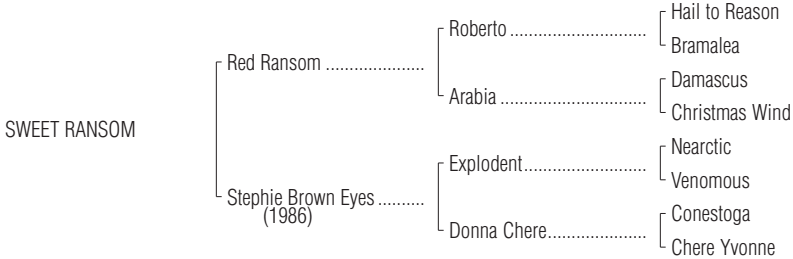 Hail to Reason
Roberto ............................
Bramalea
Red Ransom .....................
Damascus
Arabia ..............................
Christmas Wind
SWEET RANSOM
Nearctic
Explodent.........................
Venomous
Stephie Brown Eyes ..........
(1986)
Conestoga
Donna Chere....................
Chere Yvonne